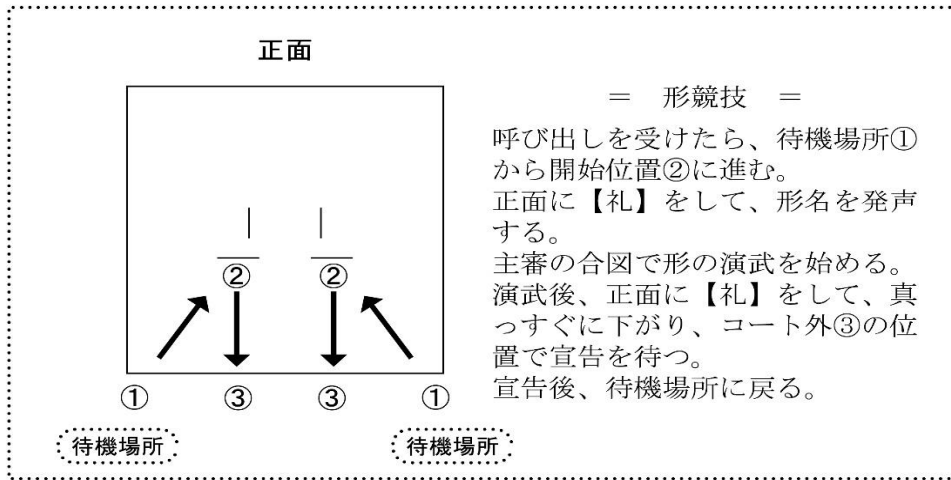 正面
②
②
①
③
③
①
待機場所
待機場所
＝　形競技　＝
呼び出しを受けたら、待機場所①
から開始位置②に進む。
正面に【礼】をして、形名を発声
する。
主審の合図で形の演武を始める。
演武後、正面に【礼】をして、真
っすぐに下がり、コート外③の位
置で宣告を待つ。
宣告後、待機場所に戻る。